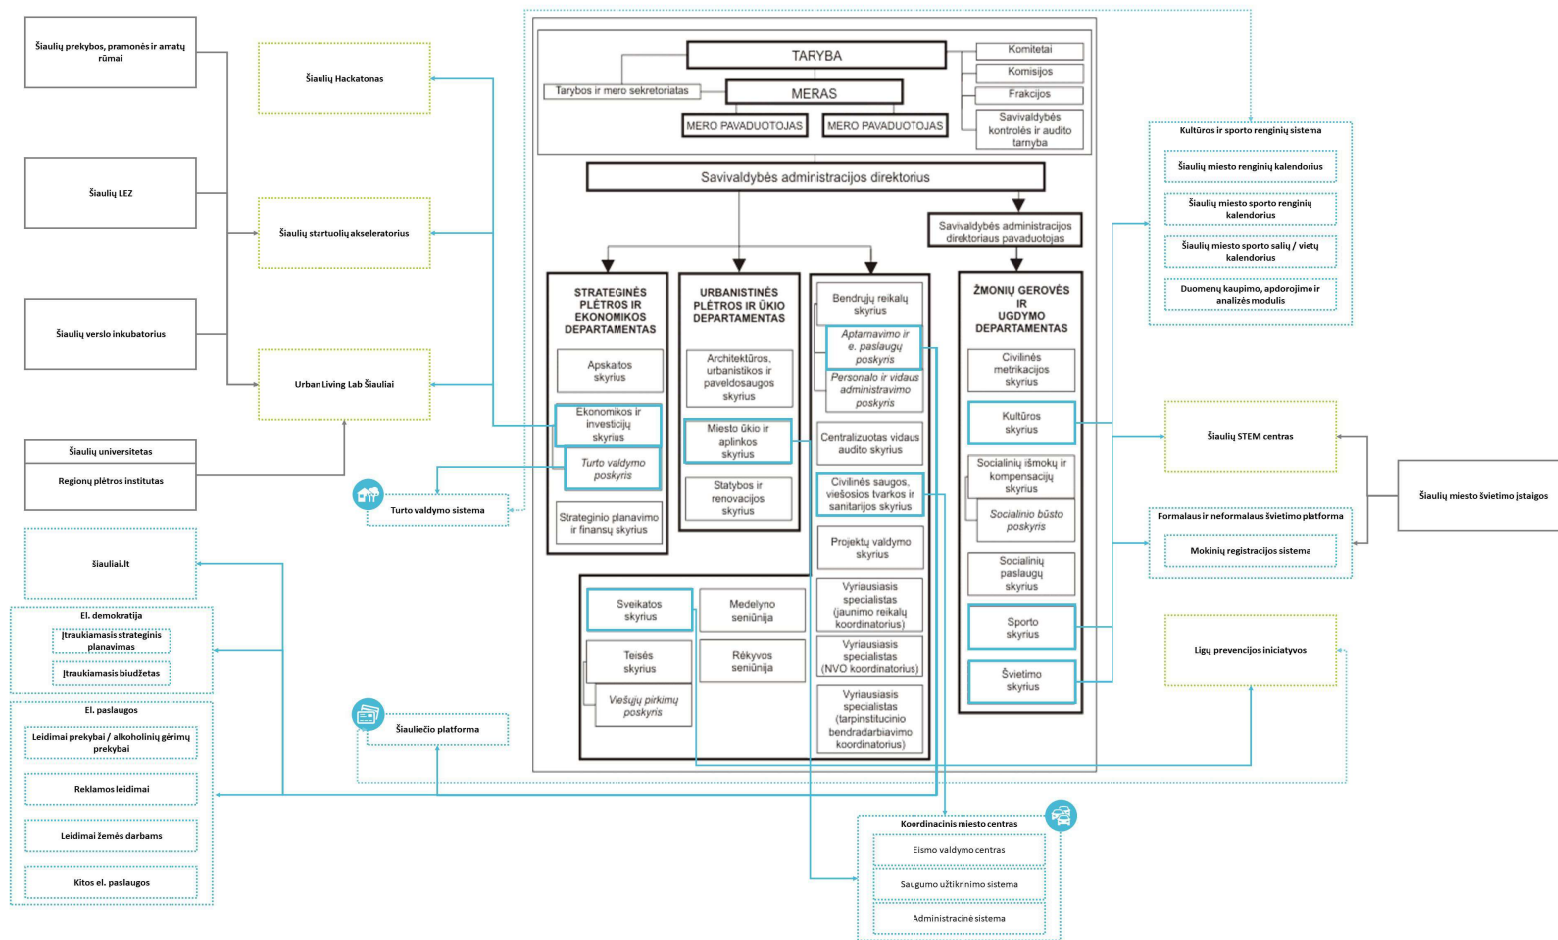 Šiaulių prekybos, pramonės ir amatų
rūmai
Šiaulių LEZ
Šiaulių verslo inkubatorius
Šiaulių universitetas
Regionų plėtros institutas
Šiaulių Hackatonas
Šiaulių startuolių akseleratorius
Urban Living Lab Šiauliai
Turto valdymo sistema
šiauliai.lt
El. demokratija
Įtraukiamasis strateginis
planavimas
Įtraukiamasis biudžetas
El. paslaugos
Leidimai prekybai / alkoholinių gėrimų
prekybai
Reklamos leidimai
Leidimai žemės darbams
Kitos el. paslaugos
Šiauliečio platforma
TARYBA
Tarybos ir mero sekretoriatas
MERAS
MERO PAVADUOTOJAS
MERO PAVADUOTOJAS
Komitetai
Komisijos
Frakcijos
Savivaldybės
kontrolės ir audito
tarnyba
Savivaldybės administracijos direktorius
Savivaldybės administracijos
direktoriaus pavaduotojas
STRATEGINĖS
PLĖTROS IR
EKONOMIKOS
DEPARTAMENTAS
Apskaitos
skyrius
Ekonomikos ir
investicijų
skyrius
Turto valdymo
poskyris
Strateginio planavimo
ir finansų skyrius
URBANISTINĖS
PLĖTROS IR ŪKIO
DEPARTAMENTAS
Architektūros,
urbanistikos ir
paveldosaugos
skyrius
Miesto ūkio ir
aplinkos
skyrius
Statybos ir
renovacijos
skyrius
Bendrųjų reikalų
skyrius
Aptarnavimo ir
e. paslaugų
poskyris
Personalo ir vidaus
administravimo
poskyris
Centralizuotas vidaus
audito skyrius
Civilinės saugos,
viešosios tvarkos ir
sanitarijos skyrius
Projektų valdymo
skyrius
Vyriausiasis
specialistas
(jaunimo reikalų
koordinatorius)
Vyriausiasis
specialistas
(NVO koordinatorius)
Vyriausiasis
specialistas
(tarpinstitucinio
bendradarbiavimo
koordinatorius)
Sveikatos
skyrius
Teisės
skyrius
Viešųjų pirkimų
poskyris
Medelyno
seniūnija
Rėkyvos
seniūnija
ŽMONIŲ GEROVĖS
IR
UGDYMO
DEPARTAMENTAS
Civilinės
metrikacijos
skyrius
Kultūros
skyrius
Socialinių išmokų ir
kompensacijų
skyrius
Socialinio būsto
poskyris
Socialinių
paslaugų
skyrius
Sporto
skyrius
Švietimo
skyrius
Kultūros ir sporto renginių sistema
Šiaulių miesto renginių kalendorius
Šiaulių miesto sporto renginių
kalendorius
Šiaulių miesto sporto salių / vietų
kalendorius
Duomenų kaupimo, apdorojimo ir
analizės modulis
Šiaulių STEM centras
Formalaus ir neformalaus švietimo platforma
Mokinių registracijos sistema
Šiaulių miesto švietimo įstaigos
Ligų prevencijos iniciatyvos
Koordinacinis miesto centras
Eismo valdymo centras
Saugumo užtikrinimo sistema
Administracinė sistema